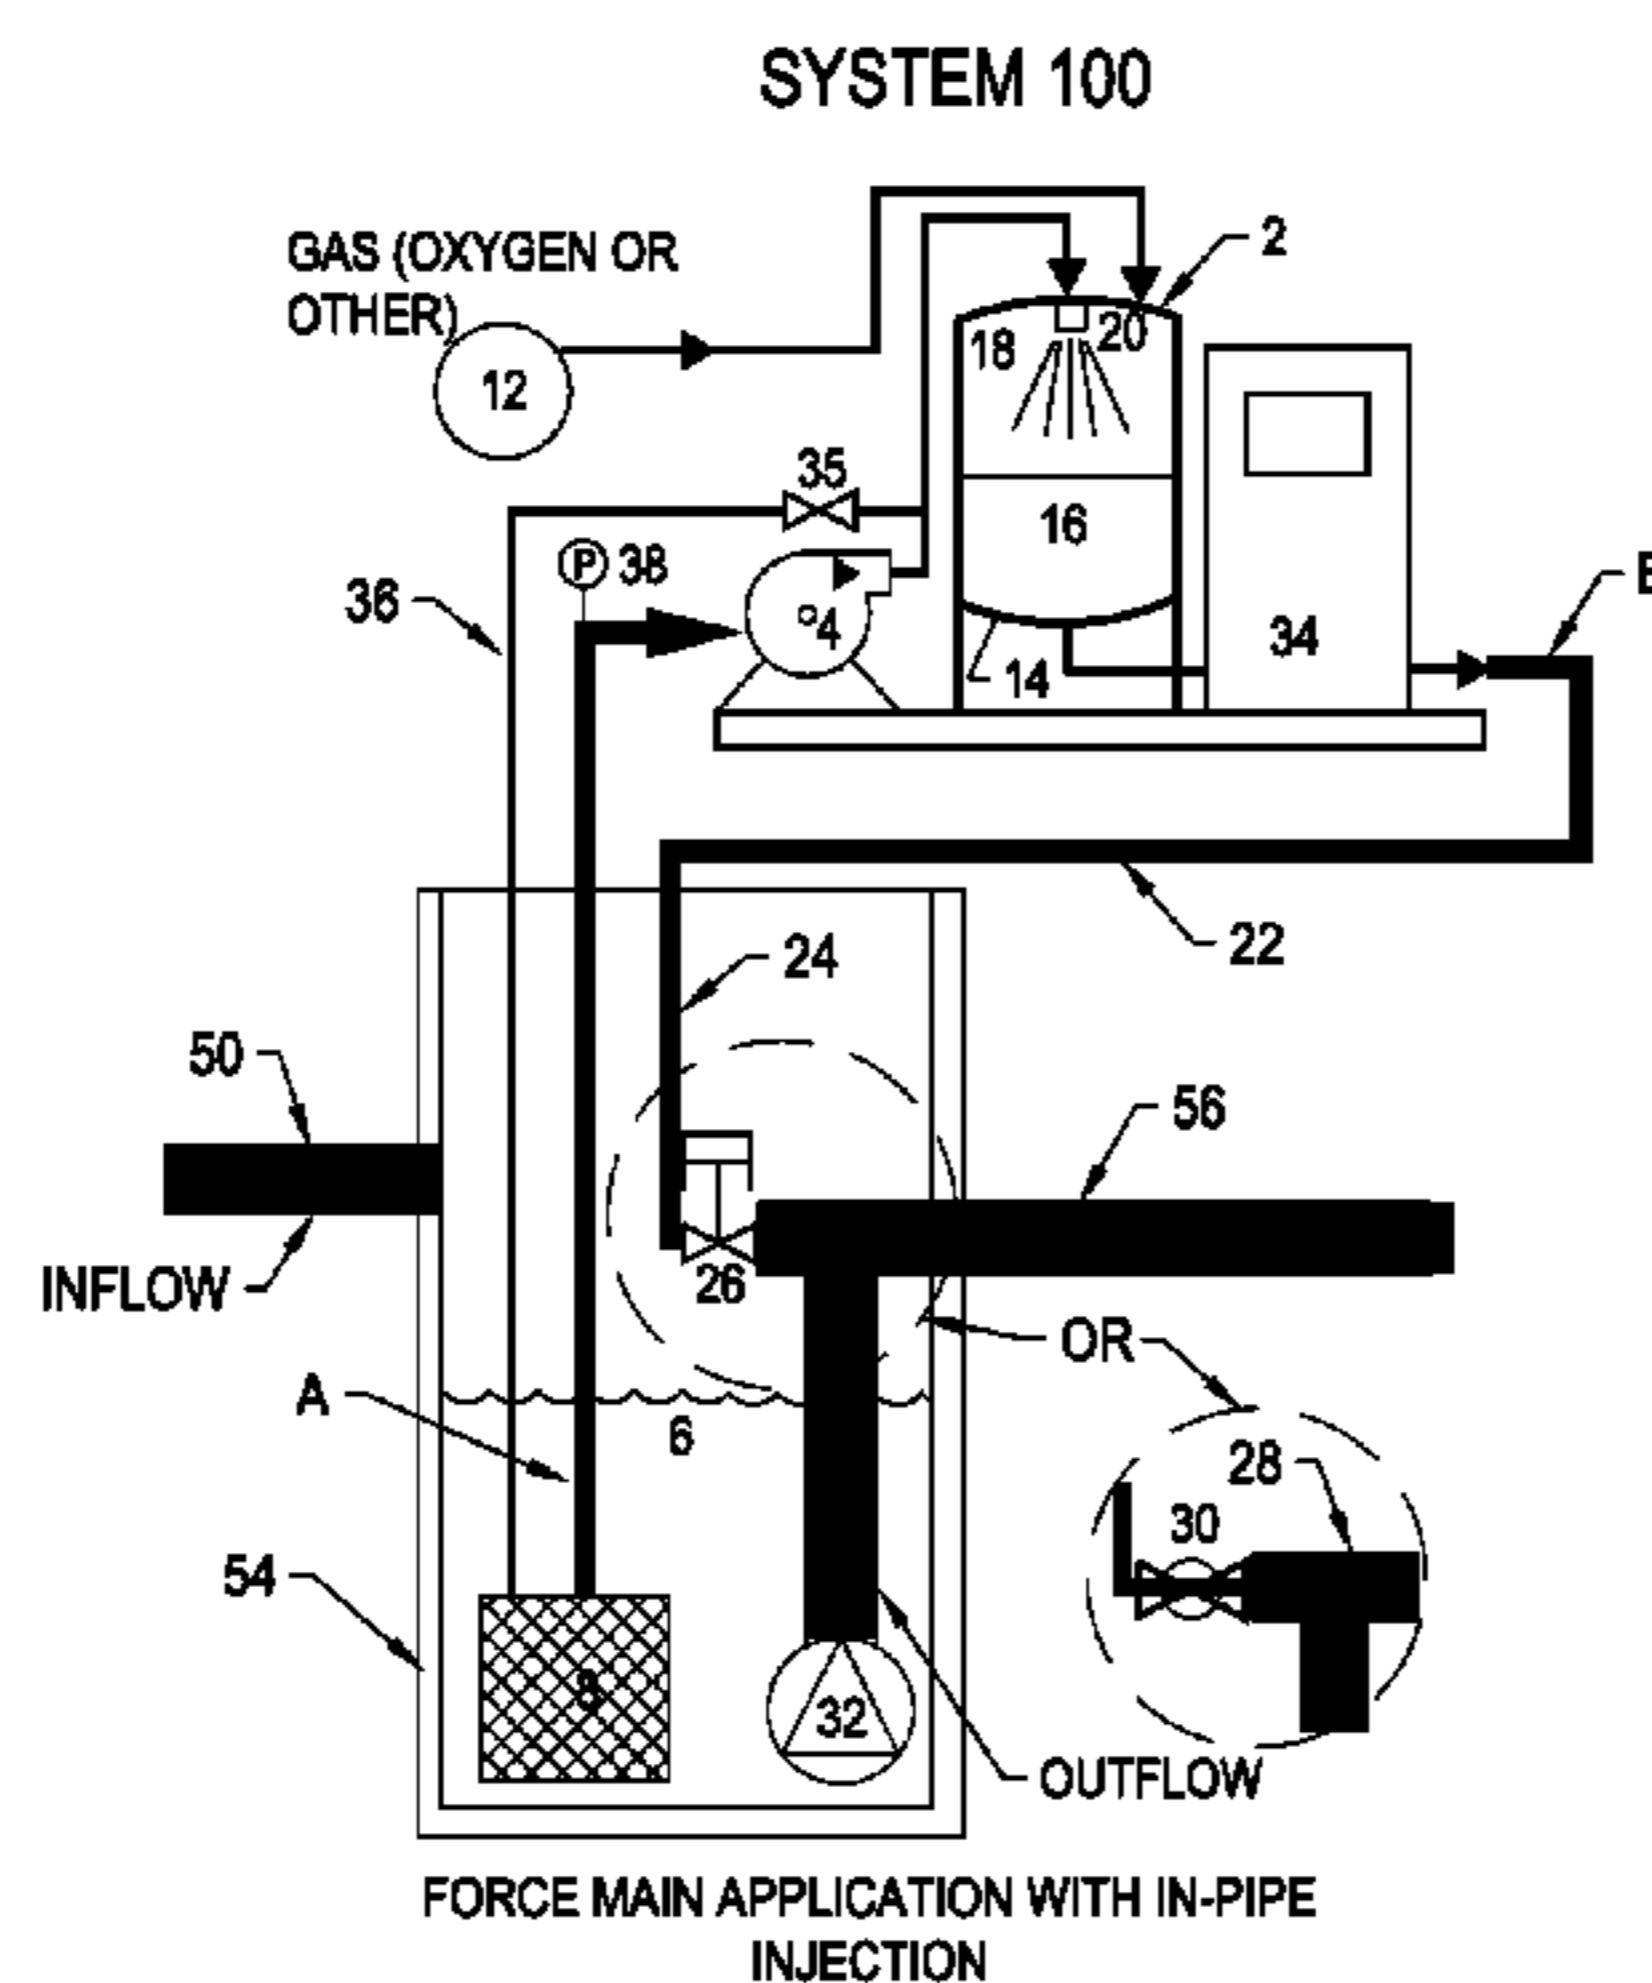 SYSTEM 100
GAS (OXYGEN OR
OTHER)
2
18
20
12
35
16
38
P
36
4
34
14
22
24
50
56
INFLOW
26
OR
A
6
28
30
54
8
32
OUTFLOW
FORCE MAIN APPLICATION WITH IN-PIPE
INJECTION